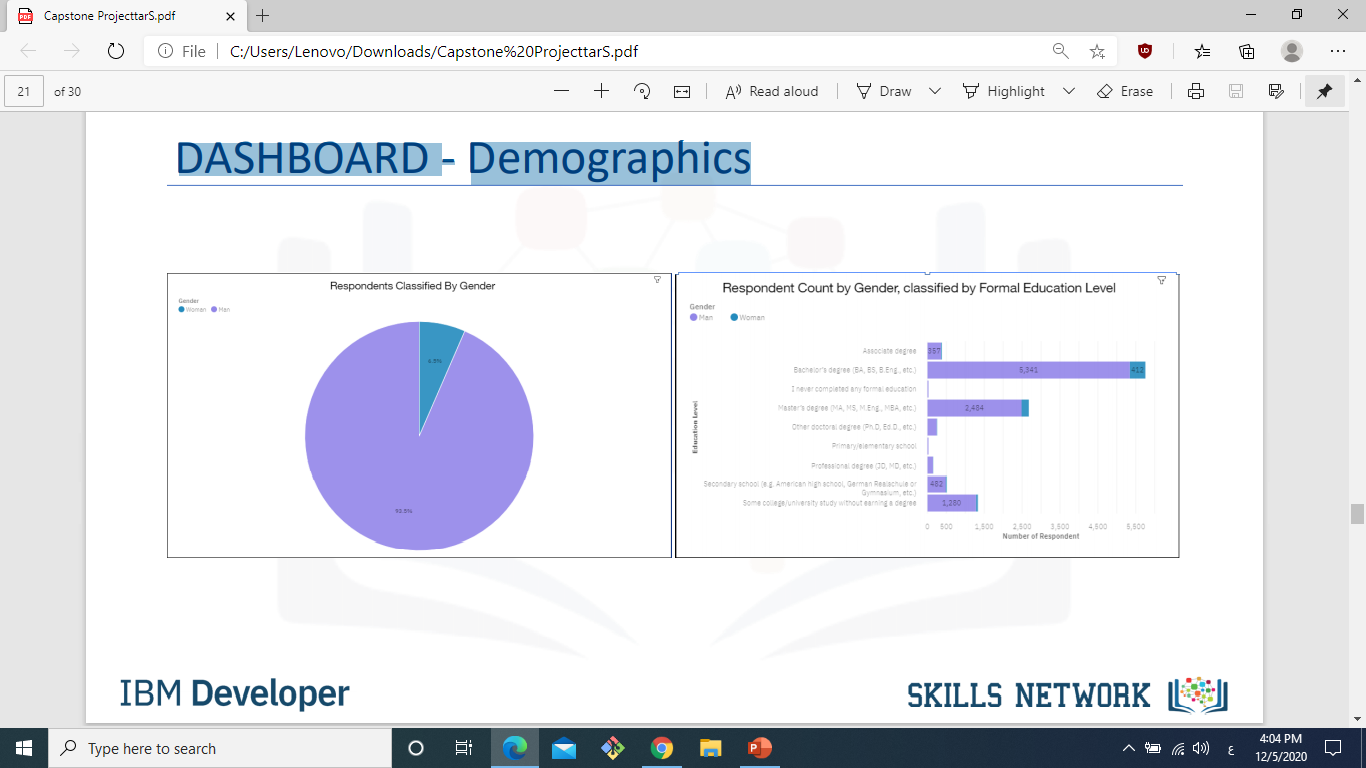 Capstone ProjecttarS.pdf
File
C:/Users/Lenovo/Downloads/Capstone%20ProjecttarS.pdf
21 of 30
Read aloud
Draw
Highlight
Erase
DASHBOARD - Demographics
Respondents Classified By Gender
Gender
Woman Man
6.5%
93.5%
Respondent Count by Gender, classified by Formal Education Level
Gender
Man Woman
Education Level
Associate degree
Bachelor's degree (BA, BS, B.Eng., etc.) 5,341 412
I never completed any formal education
Master's degree (MA, MS, M.Eng., MBA, etc.) 2,484
Other doctoral degree (Ph.D, Ed.D., etc.)
Primary/elementary school
Professional degree (JD, MD, etc.)
Secondary school (e.g. American high school, German Realschule or
Gymnasium, etc.) 482
Some college/university study without earning a degree 1,280
0 500 1,500 2,500 3,500 4,500 5,500
Number of Respondent
IBM Developer
SKILLS NETWORK
Type here to search
ع
4:04 PM
12/5/2020